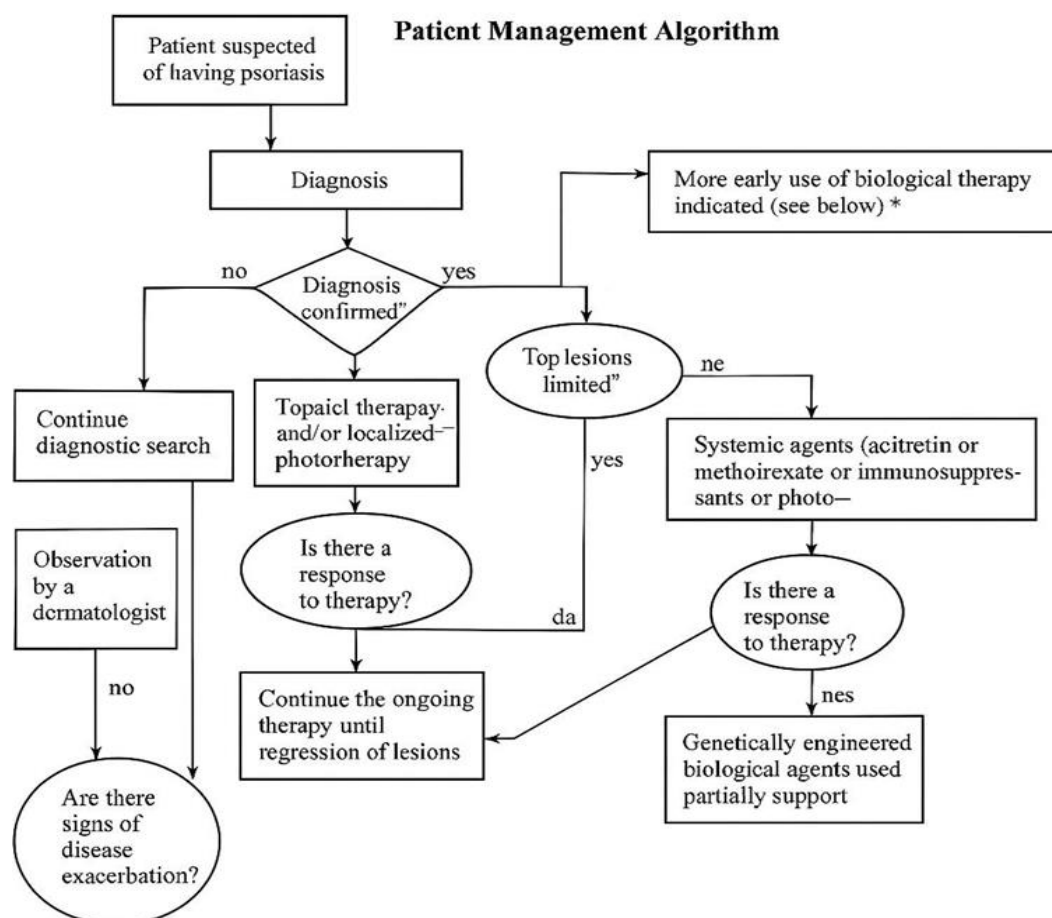 Paticnt Management Algorithm
Patient suspected
of having psoriasis
Diagnosis
More early use of biological therapy
indicated (see below) *
no
yes
Diagnosis
confirmed”
Top lesions
limited”
ne
Continue
diagnostic search
Topaicl therapay·
and/or localized–
photorherapy
yes
Systemic agents (acitretin or
methoirexate or immunosuppres-
sants or photo—
Observation
by a
dcrmatologist
Is there a
response
to therapy?
da
Is there a
response
to therapy?
no
Continue the ongoing
therapy until
regression of lesions
nes
Genetically engineered
biological agents used
partially support
Are there
signs of
disease
exacerbation?